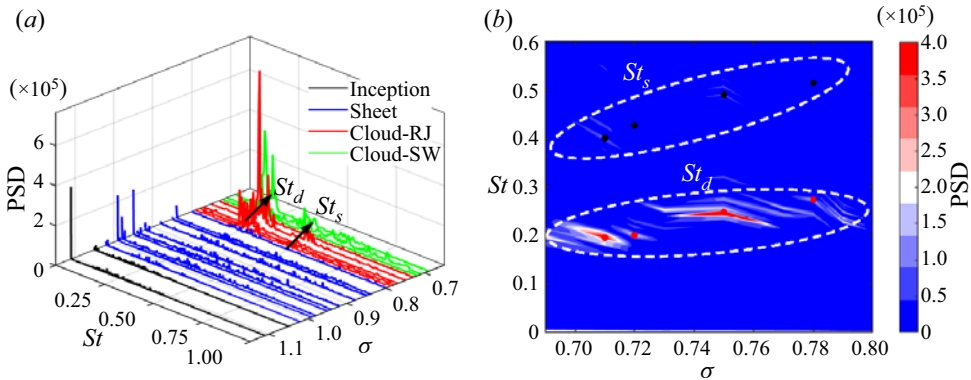 (a)
(×10⁵)
6
4
2
0
PSD
Inception
Sheet
Cloud-RJ
Cloud-SW
St_d
St_s
0.25
0.50
0.75
1.00
St
1.1
1.0
0.9
0.8
0.7
σ
(b)
0.6
0.5
0.4
0.3
0.2
0.1
0
St
St_s
St_d
0.70
0.72
0.74
0.76
0.78
0.80
σ
(×10⁵)
4.0
3.5
3.0
2.5
2.0
1.5
1.0
0.5
0
PSD